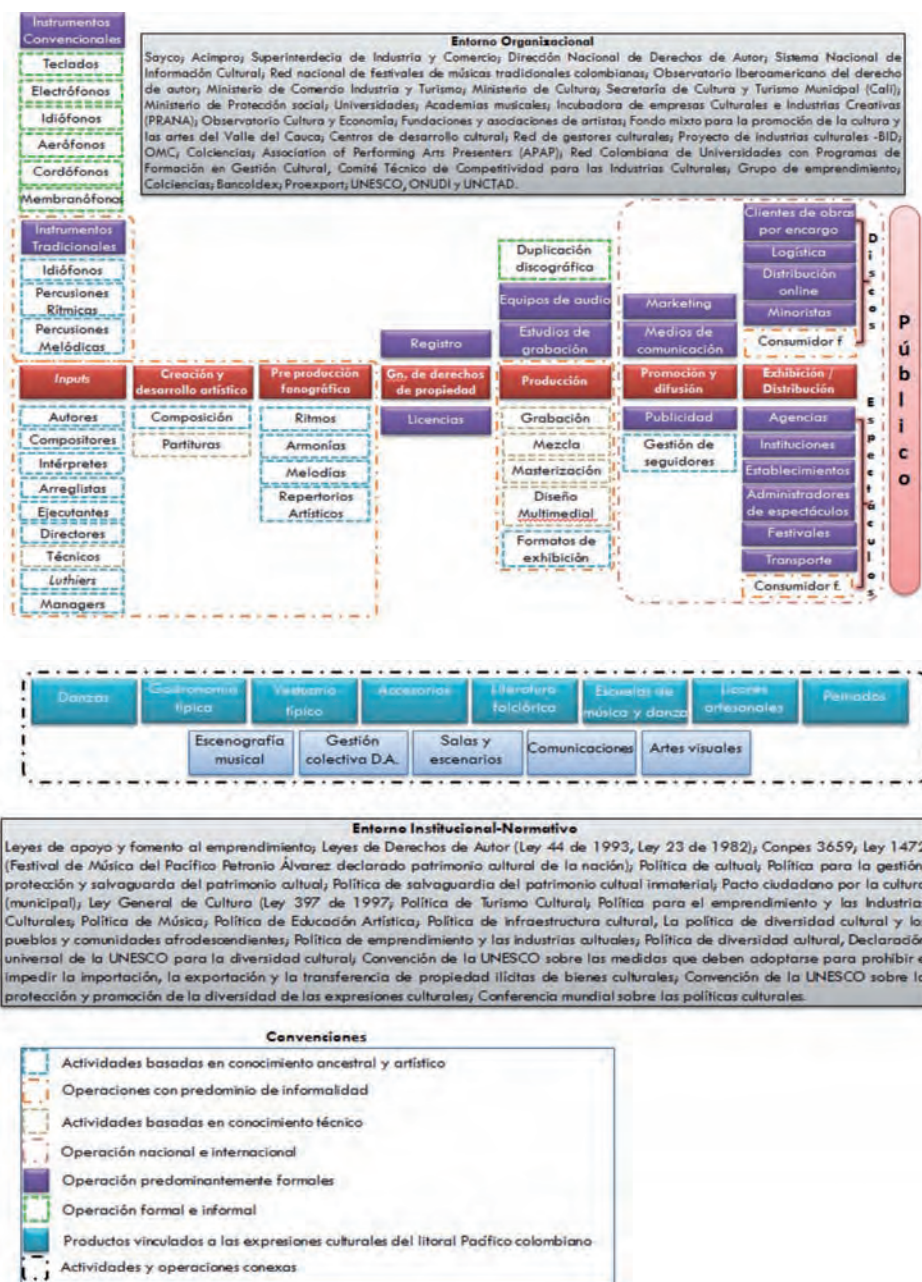 Instrumentos
Convencionales
Teclados
Electrófonos
Idiófonos
Aerófonos
Cordófonos
Membranófonos
Entorno Organizacional
Sayco; Acimpro; Superintendecia de Industria y Comercio; Dirección Nacional de Derechos de Autor; Sistema Nacional de
Información Cultural; Red nacional de festivales de músicas tradicionales colombianas; Observatorio Iberoamericano del derecho
de autor; Ministerio de Comercio Industria y Turismo; Ministerio de Cultura; Secretaría de Cultura y Turismo Municipal (Cali);
Ministerio de Protección social; Universidades; Academias musicales; Incubadora de empresas Culturales e Industrias Creativas
(PRANA); Observatorio Cultura y Economía; Fundaciones y asociaciones de artistas; Fondo mixto para la promoción de la cultura y
las artes del Valle del Cauca; Centros de desarrollo cultural; Red de gestores culturales; Proyecto de industrias culturales -BID;
OMC; Colciencias; Association of Performing Arts Presenters (APAP); Red Colombiana de Universidades con Programas de
Formación en Gestión Cultural, Comité Técnico de Competitividad para las Industrias Culturales; Grupo de emprendimiento;
Colciencias; Bancoldex; Proexport; UNESCO, ONUDI y UNCTAD.
Instrumentos
Tradicionales
Idiófonos
Percusiones
Rítmicas
Percusiones
Melódicas
Registro
Duplicación
discográfica
Equipos de audio
Estudios de
grabación
Marketing
Medios de
comunicación
Clientes de obras
por encargo
Logística
Distribución
online
Minoristas
Consumidor f
Discos
Público
Inputs
Creación y
desarrollo artístico
Pre producción
fonográfica
Gn. de derechos
de propiedad
Producción
Promoción y
difusión
Exhibición /
Distribución
Autores
Compositores
Intérpretes
Arreglistas
Ejecutantes
Directores
Técnicos
Luthiers
Managers
Composición
Partituras
Ritmos
Armonías
Melodías
Repertorios
Artísticos
Licencias
Grabación
Mezcla
Masterización
Diseño
Multimedial
Formatos de
exhibición
Publicidad
Gestión de
seguidores
Agencias
Instituciones
Establecimientos
Administradores
de espectáculos
Festivales
Transporte
Consumidor f.
Espectáculos
Danzas
Gastronomía
típica
Vestuario
típico
Accesorios
Literatura
folclórica
Escuelas de
música y danza
Licores
artesanales
Peinados
Escenografía
musical
Gestión
colectiva D.A.
Salas y
escenarios
Comunicaciones
Artes visuales
Entorno Institucional-Normativo
Leyes de apoyo y fomento al emprendimiento; Leyes de Derechos de Autor (Ley 44 de 1993, Ley 23 de 1982); Conpes 3659; Ley 1472
(Festival de Música del Pacífico Petronio Álvarez declarado patrimonio cultural de la nación); Política de cultual; Política para la gestión
protección y salvaguarda del patrimonio cultual; Política de salvaguardia del patrimonio cultual inmaterial; Pacto ciudadano por la cultura
(municipal); Ley General de Cultura (Ley 397 de 1997; Política de Turismo Cultural; Política para el emprendimiento y las Industria
Culturales; Política de Música; Política de Educación Artística; Política de infraestructura cultural, La política de diversidad cultural y lo
pueblos y comunidades afrodescendientes; Política de emprendimiento y las industrias cultuales; Política de diversidad cultural, Declaració
universal de la UNESCO para la diversidad cultural; Convención de la UNESCO sobre las medidas que deben adoptarse para prohibir e
impedir la importación, la exportación y la transferencia de propiedad ilícitas de bienes culturales; Convención de la UNESCO sobre la
protección y promoción de la diversidad de las expresiones culturales; Conferencia mundial sobre las políticas culturales.
Convenciones
Actividades basadas en conocimiento ancestral y artístico
Operaciones con predominio de informalidad
Actividades basadas en conocimiento técnico
Operación nacional e internacional
Operación predominantemente formales
Operación formal e informal
Productos vinculados a las expresiones culturales del litoral Pacífico colombiano
Actividades y operaciones conexas